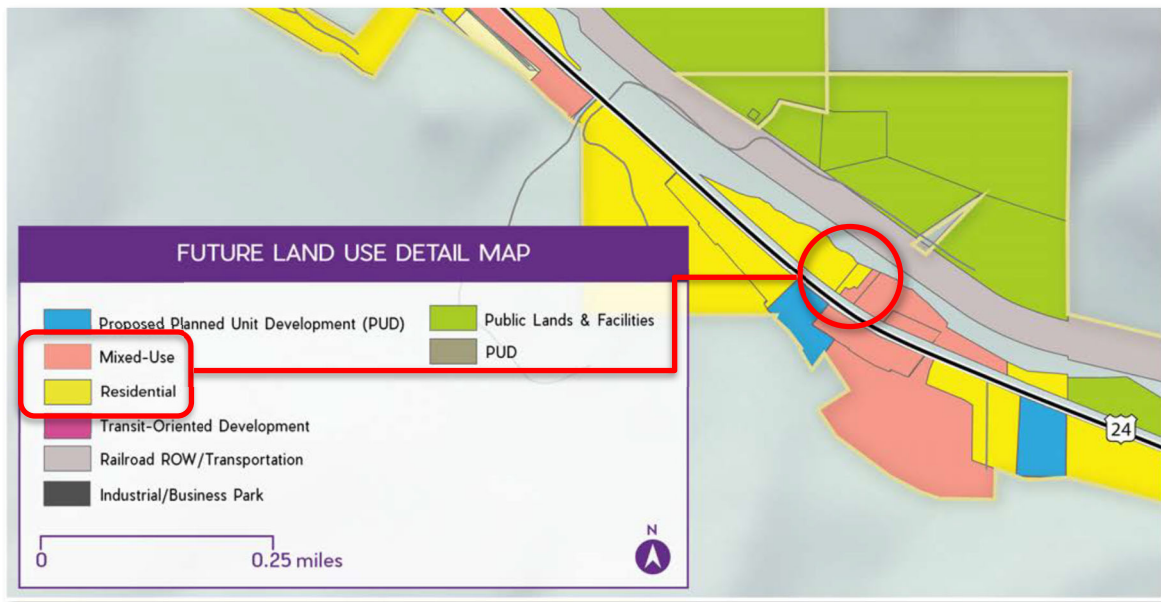 FUTURE LAND USE DETAIL MAP
Proposed Planned Unit Development (PUD)
Mixed-Use
Residential
Transit-Oriented Development
Railroad ROW/Transportation
Industrial/Business Park
Public Lands & Facilities
PUD
0 0.25 miles
N
24